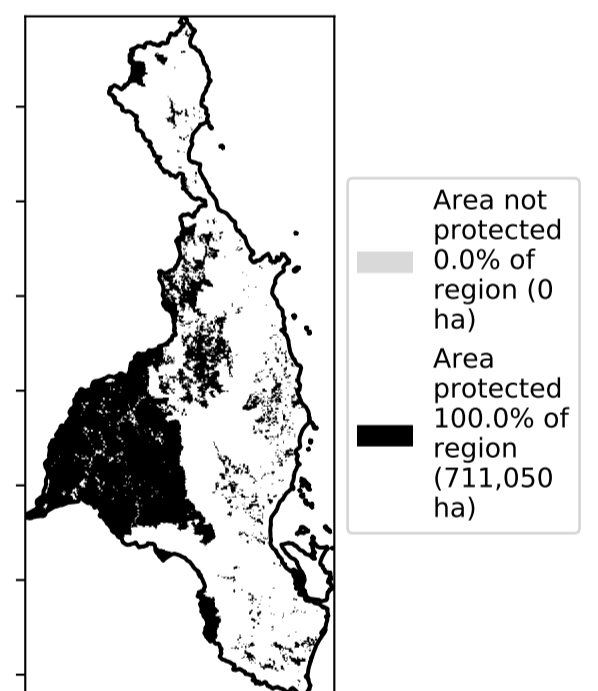 Area not
protected
0.0% of
region (0
ha)
Area
protected
100.0% of
region
(711,050
ha)